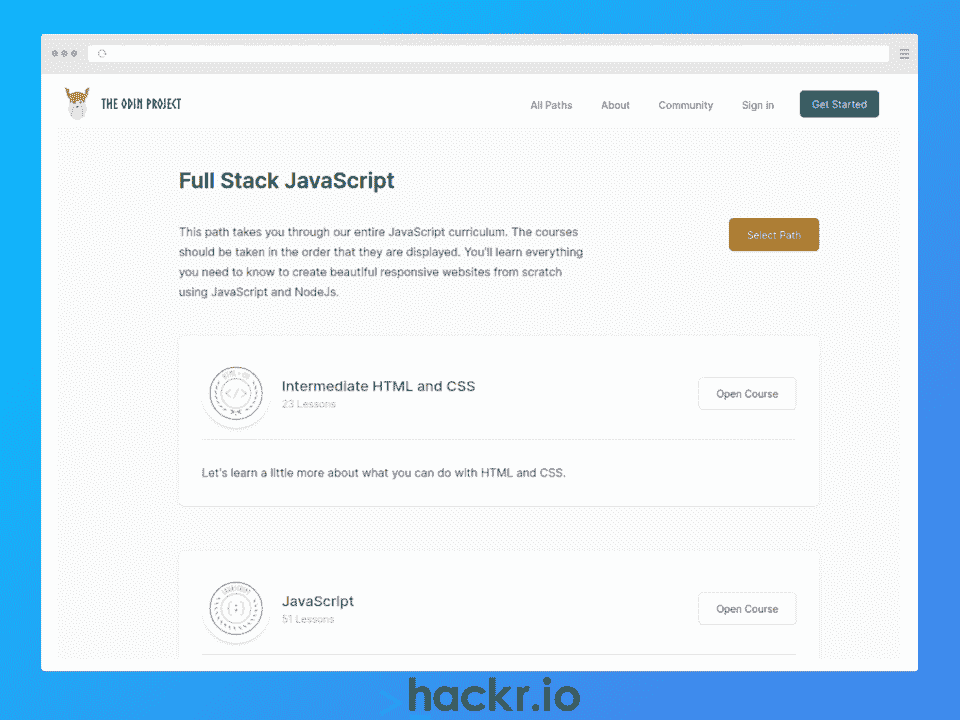 THE ODIN PROJECT
All Paths
About
Community
Sign in
Get Started
Full Stack JavaScript
This path takes you through our entire JavaScript curriculum. The courses
should be taken in the order that they are displayed. You'll learn everything
you need to know to create beautiful responsive websites from scratch
using JavaScript and NodeJs.
Select Path
HTML + CSS
</>
Intermediate HTML and CSS
23 Lessons
Open Course
Let's learn a little more about what you can do with HTML and CSS.
JAVASCRIPT
{;}
JavaScript
51 Lessons
Open Course
hackr.io